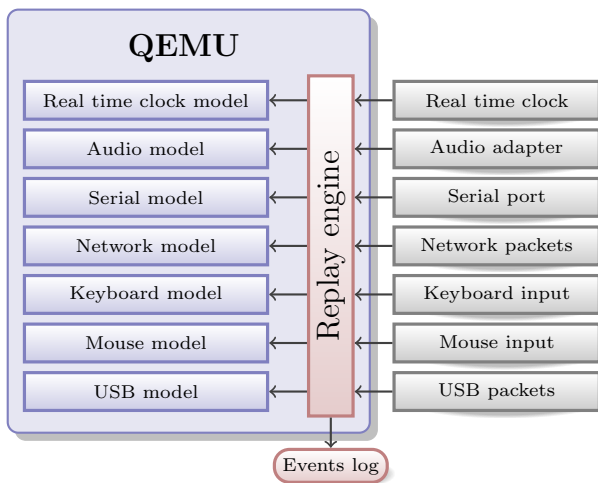 QEMU
Real time clock model
Audio model
Serial model
Network model
Keyboard model
Mouse model
USB model
Replay engine
Real time clock
Audio adapter
Serial port
Network packets
Keyboard input
Mouse input
USB packets
Events log